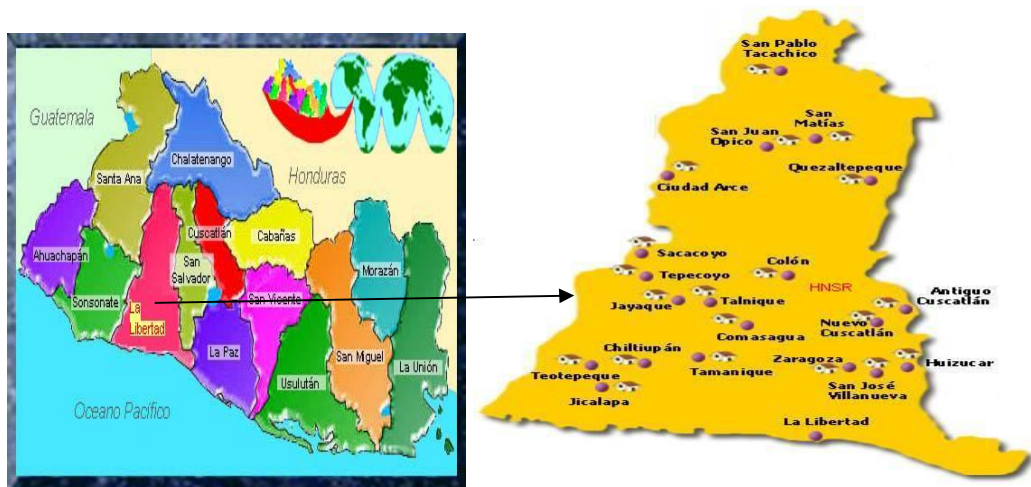 Guatemala
Honduras
Chalatenango
Santa Ana
Cuscatlán
Cabañas
Ahuachapán
San
Salvador
Morazán
Sonsonate
San Vicente
La
Libertad
La Paz
San Miguel
La Unión
Usulután
Oceano Pacífico
San Pablo
Tacachico
San
Matías
San Juan
Opico
Quezaltepeque
Ciudad Arce
Sacacoyo
Colón
Tepecoyo
HNSR
Antiguo
Cuscatlán
Jayaque
Talnique
Nuevo
Cuscatlán
Comasagua
Chiltiupán
Zaragoza
Huizucar
Teotepeque
Tamanique
San José
Villanueva
Jicalapa
La Libertad